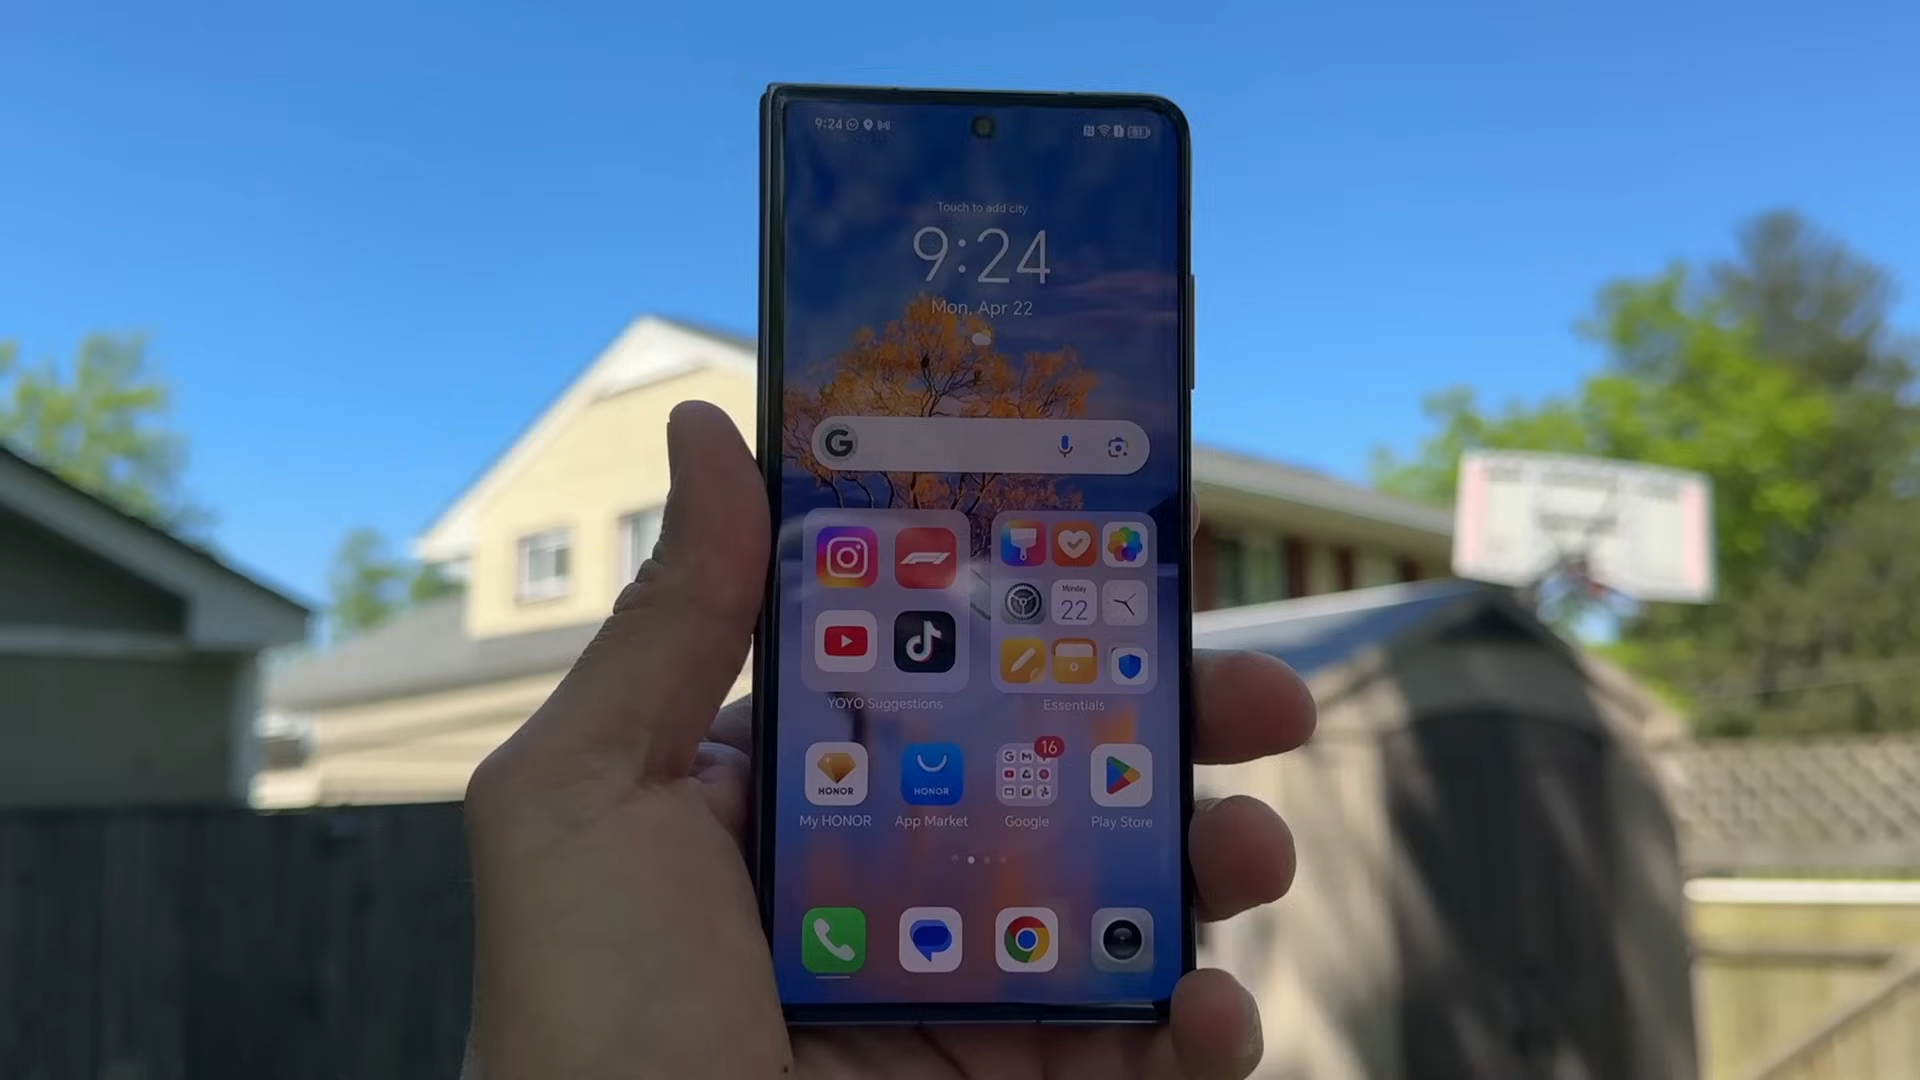 9:24
Touch to add city
9:24
Mon, Apr 22
G
Monday
22
YOYO Suggestions
Essentials
HONOR
HONOR
16
My HONOR
App Market
Google
Play Store